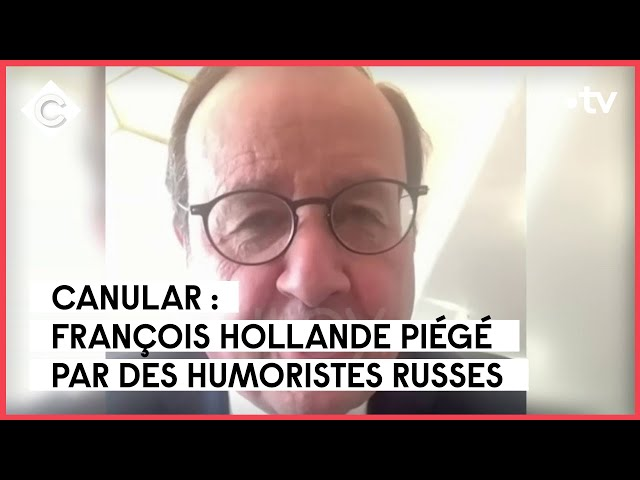 C
•tv
CANULAR :
FRANÇOIS HOLLANDE PIÉGÉ
PAR DES HUMORISTES RUSSES